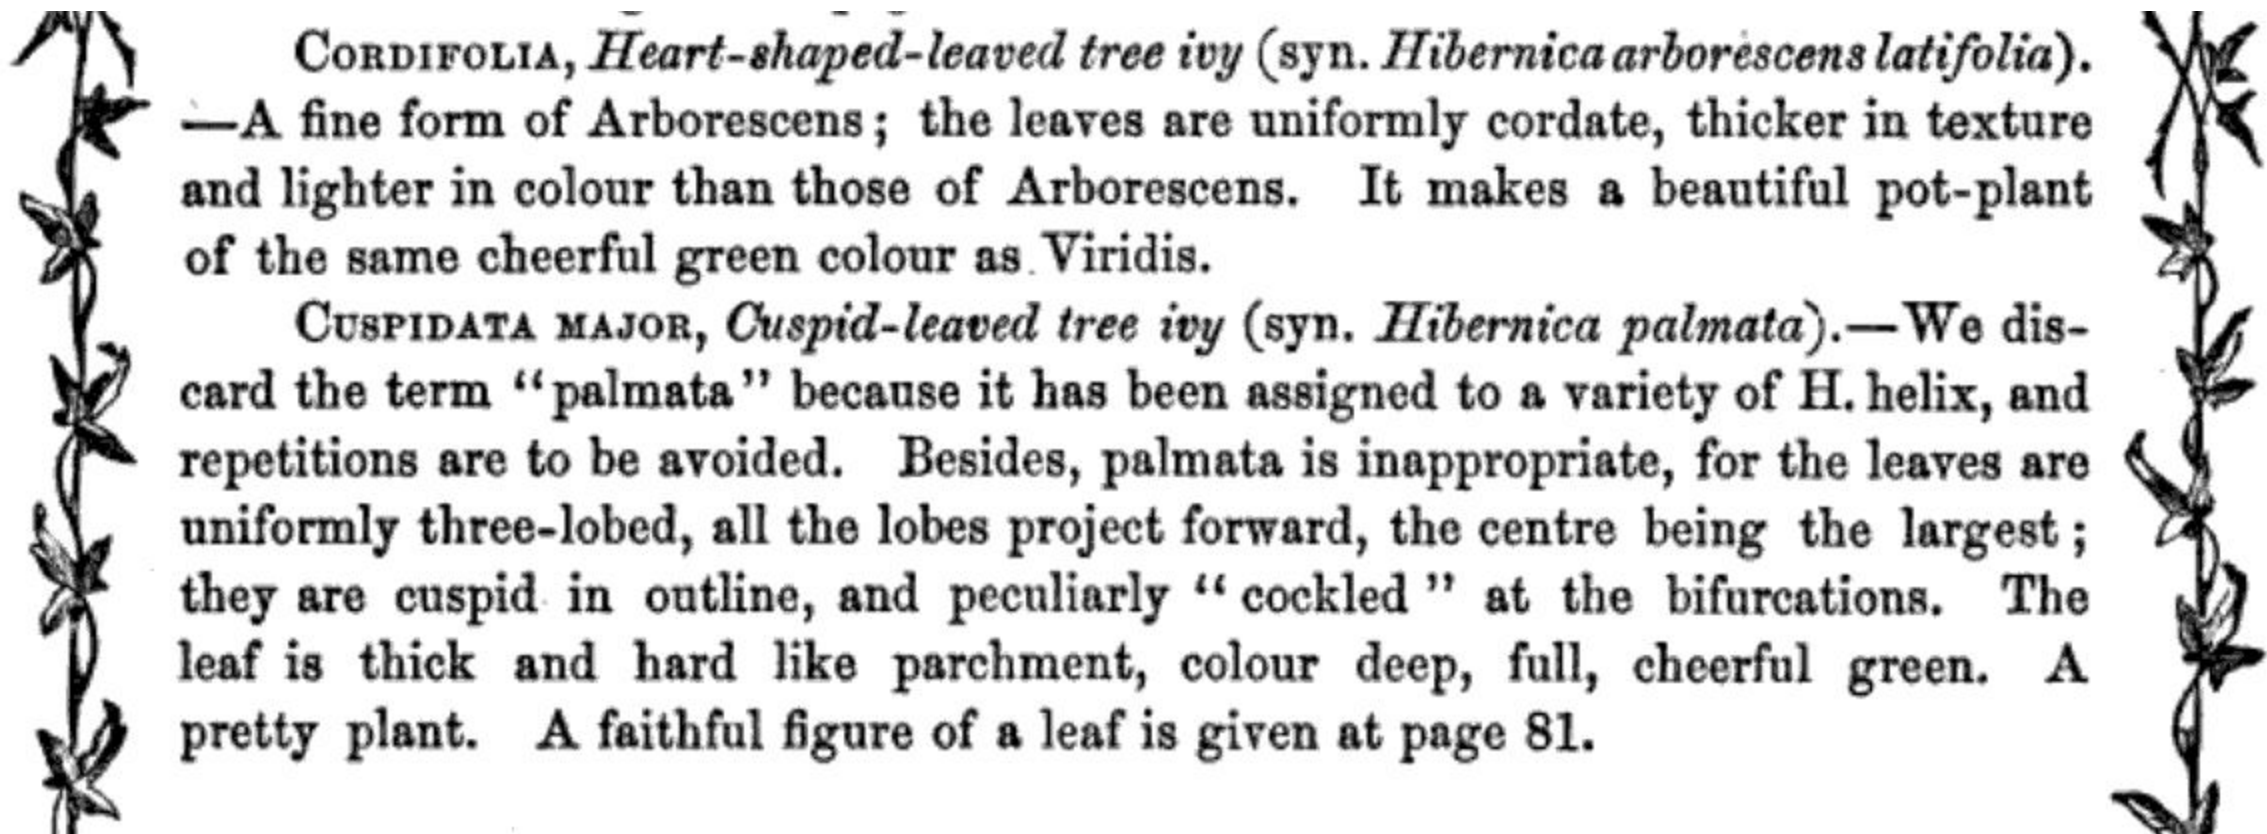 CORDIFOLIA, Heart-shaped-leaved tree ivy (syn. Hibernica arborescens latifolia).
—A fine form of Arborescens; the leaves are uniformly cordate, thicker in texture
and lighter in colour than those of Arborescens. It makes a beautiful pot-plant
of the same cheerful green colour as Viridis.
CUSPIDATA MAJOR, Cuspid-leaved tree ivy (syn. Hibernica palmata).—We dis-
card the term “palmata” because it has been assigned to a variety of H. helix, and
repetitions are to be avoided. Besides, palmata is inappropriate, for the leaves are
uniformly three-lobed, all the lobes project forward, the centre being the largest;
they are cuspid in outline, and peculiarly “cockled” at the bifurcations. The
leaf is thick and hard like parchment, colour deep, full, cheerful green. A
pretty plant. A faithful figure of a leaf is given at page 81.